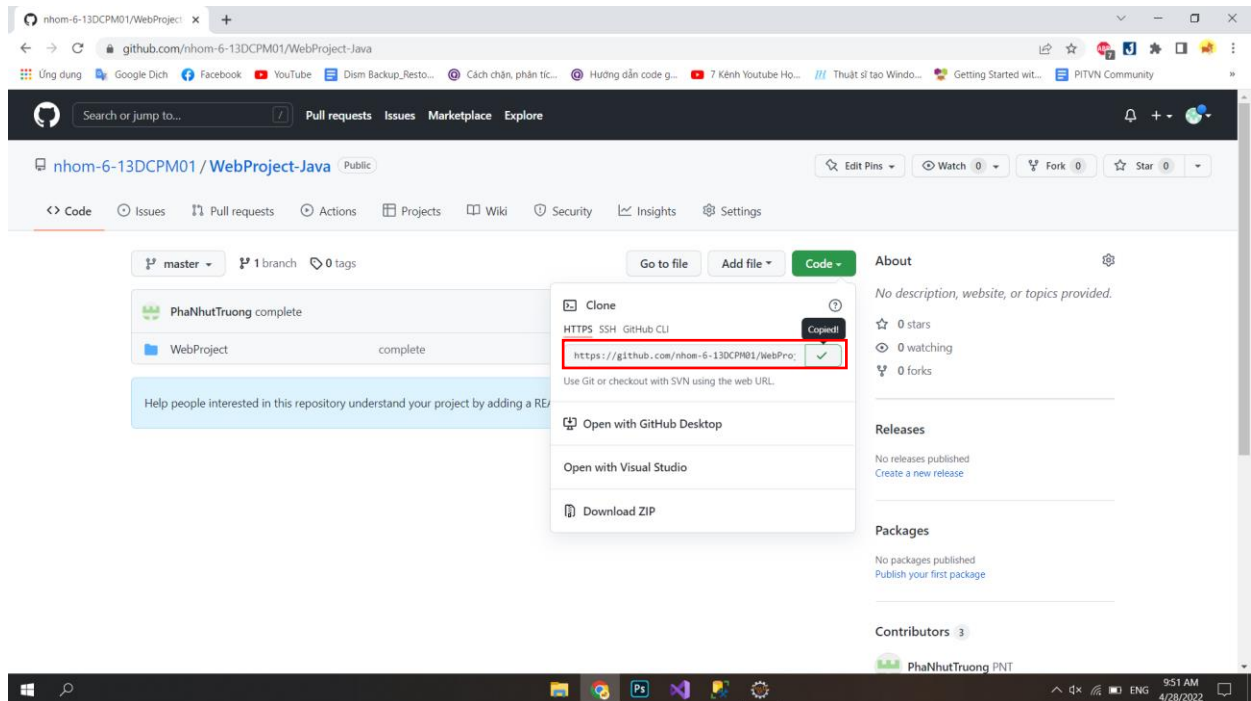 nhom-6-13DCPM01/WebProject
github.com/nhom-6-13DCPM01/WebProject-Java
7
Ứng dụng Google Dịch Facebook YouTube Dism Backup_Resto... Cách chặn, phân tíc... Hướng dẫn code g... 7 Kênh Youtube Ho... Thuật sĩ tạo Windo... Getting Started wit... PITVN Community »
Search or jump to... / Pull requests Issues Marketplace Explore
nhom-6-13DCPM01 / WebProject-Java Public Edit Pins Watch 0 Fork 0 Star 0
<> Code Issues Pull requests Actions Projects Wiki Security Insights Settings
master 1 branch 0 tags Go to file Add file Code
PhaNhutTruong complete
WebProject complete
Help people interested in this repository understand your project by adding a
Clone
HTTPS SSH GitHub CLI
Copied!
https://github.com/nhom-6-13DCPM01/WebPro
Use Git or checkout with SVN using the web URL.
Open with GitHub Desktop
Open with Visual Studio
Download ZIP
About
No description, website, or topics provided.
0 stars
0 watching
0 forks
Releases
No releases published
Create a new release
Packages
No packages published
Publish your first package
Contributors 3
PhaNhutTruong PNT
Ps
ENG
9:51 AM
4/28/2022